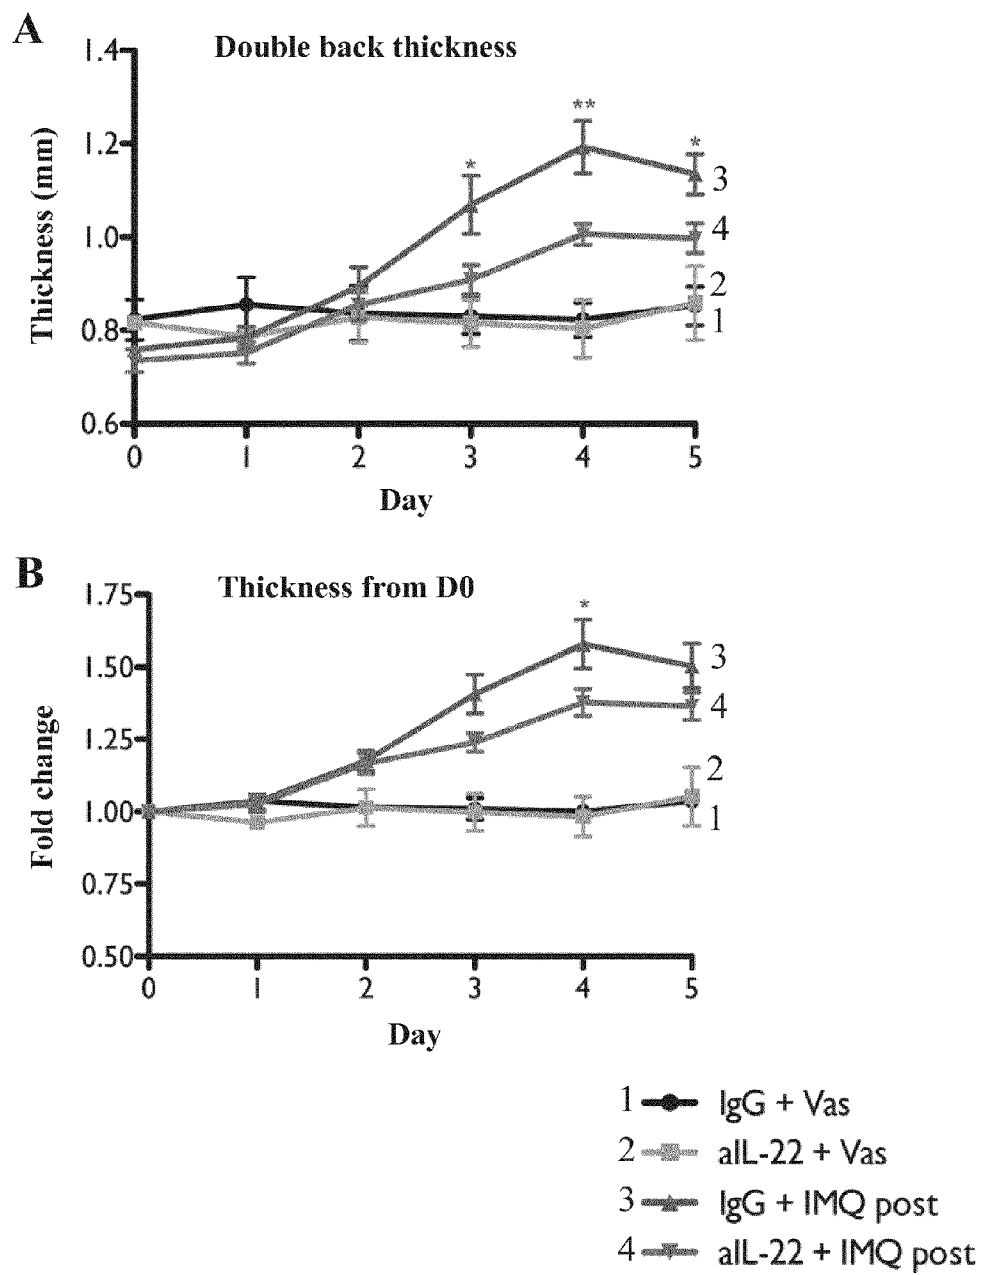 A
Double back thickness
1.4
1.2
1.0
0.8
0.6
Thickness (mm)
*
**
*
3
4
2
1
0 1 2 3 4 5
Day
B
Thickness from D0
1.75
1.50
1.25
1.00
0.75
0.50
Fold change
*
3
4
2
1
0 1 2 3 4 5
Day
1 IgG + Vas
2 aIL-22 + Vas
3 IgG + IMQ post
4 aIL-22 + IMQ post